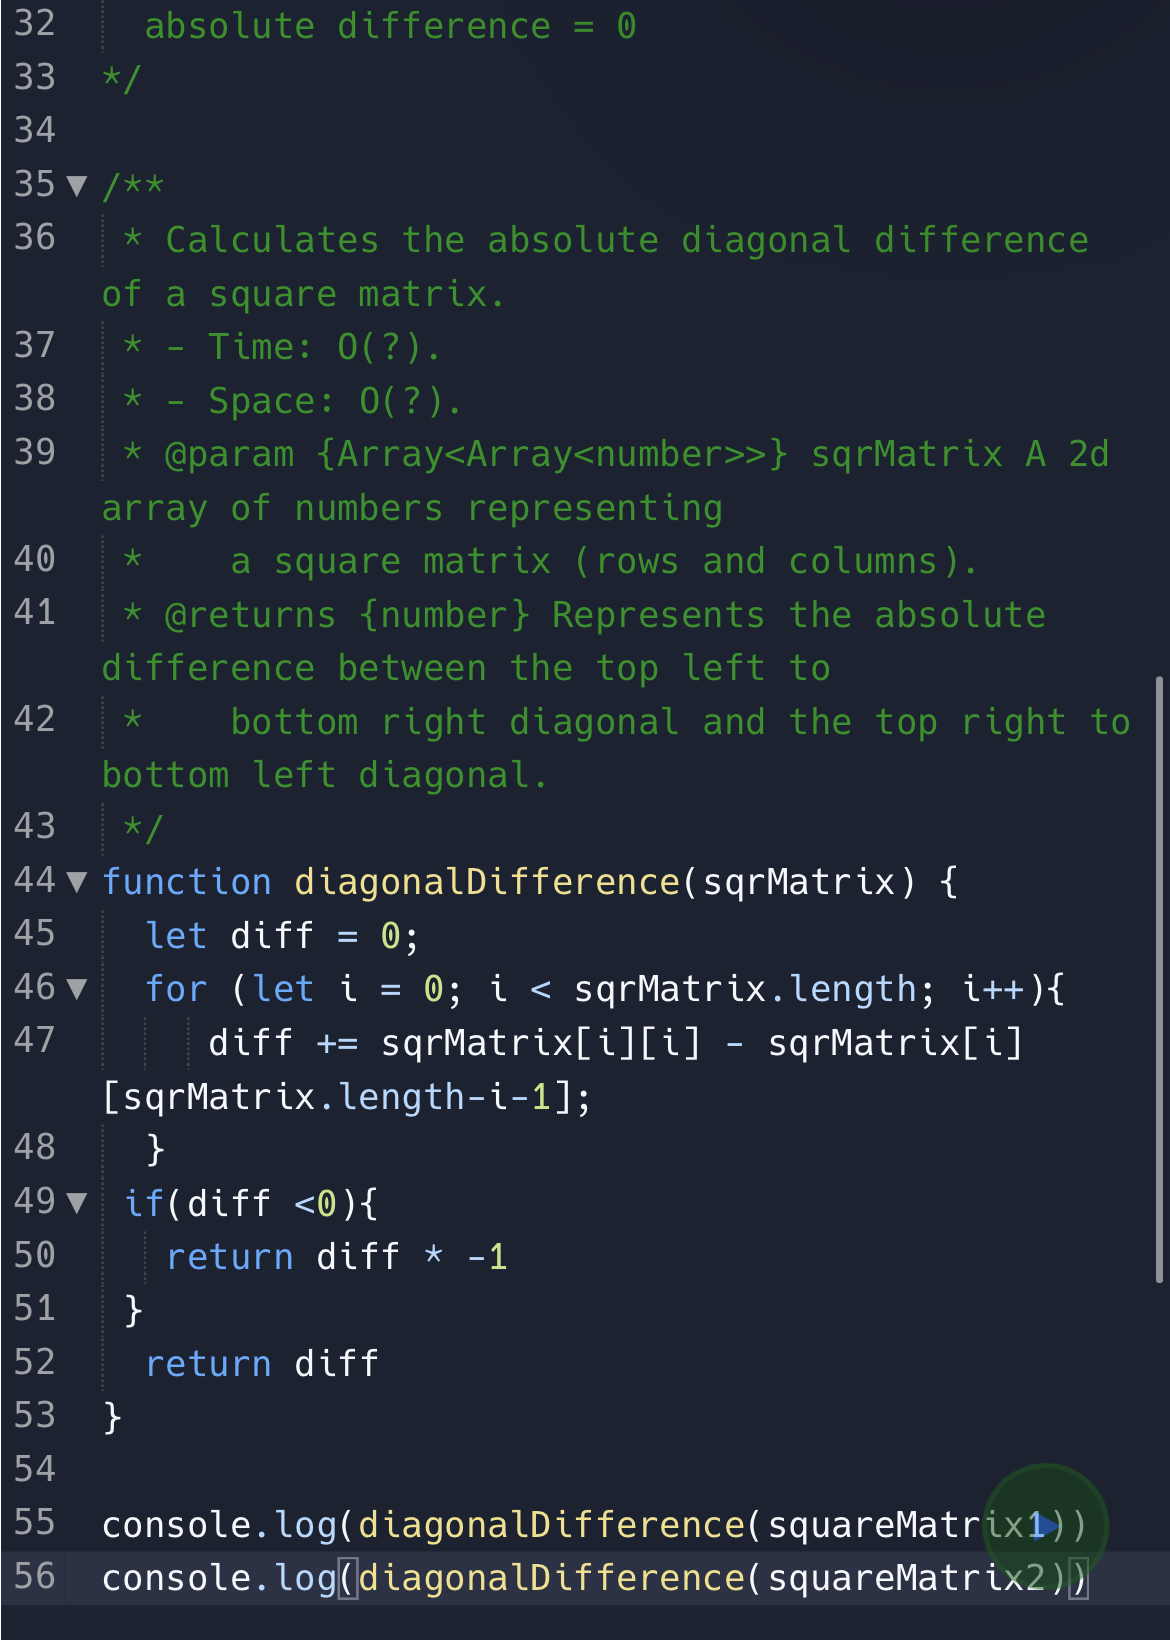 32   absolute difference = 0
33 */
34
35 /**
36  * Calculates the absolute diagonal difference
of a square matrix.
37  * - Time: O(?).
38  * - Space: O(?).
39  * @param {Array<Array<number>>} sqrMatrix A 2d
array of numbers representing
40  *    a square matrix (rows and columns).
41  * @returns {number} Represents the absolute
difference between the top left to
42  *    bottom right diagonal and the top right to
bottom left diagonal.
43  */
44 function diagonalDifference(sqrMatrix) {
45   let diff = 0;
46   for (let i = 0; i < sqrMatrix.length; i++){
47      diff += sqrMatrix[i][i] - sqrMatrix[i]
[sqrMatrix.length-i-1];
48   }
49  if(diff <0){
50    return diff * -1
51  }
52   return diff
53 }
54
55 console.log(diagonalDifference(squareMatrix1))
56 console.log(diagonalDifference(squareMatrix2))